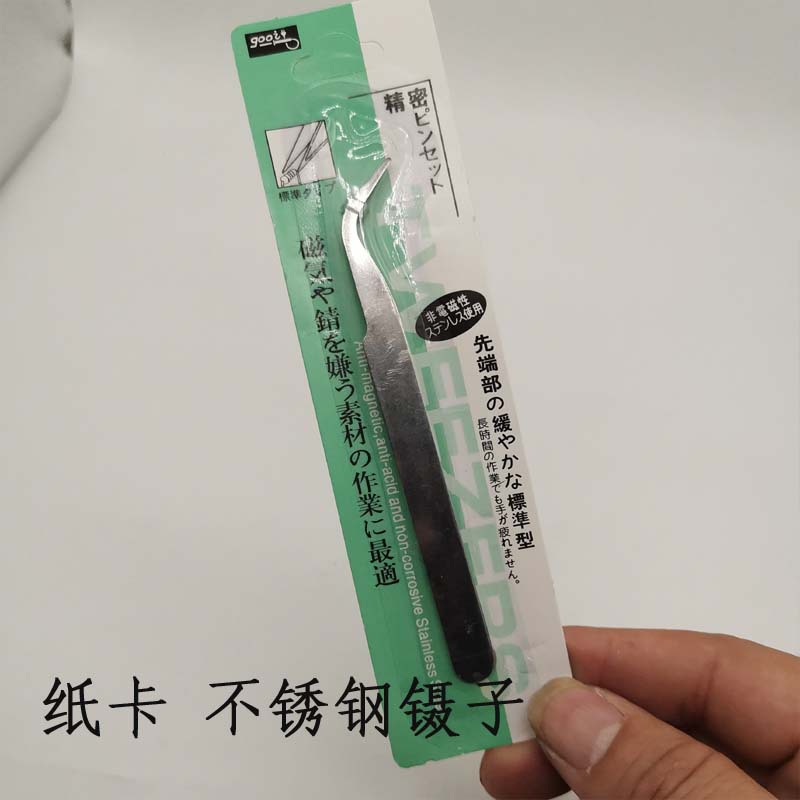 goot
精密ピンセット
標準タイプ
磁気や錆を嫌う素材の作業に最適
Anti-magnetic,anti-acid and non-corrosive Stainless
TWEEZERS
非電磁性
ステンレス使用
先端部の緩やかな標準型
長時間の作業でも手が疲れません。
纸卡 不锈钢镊子